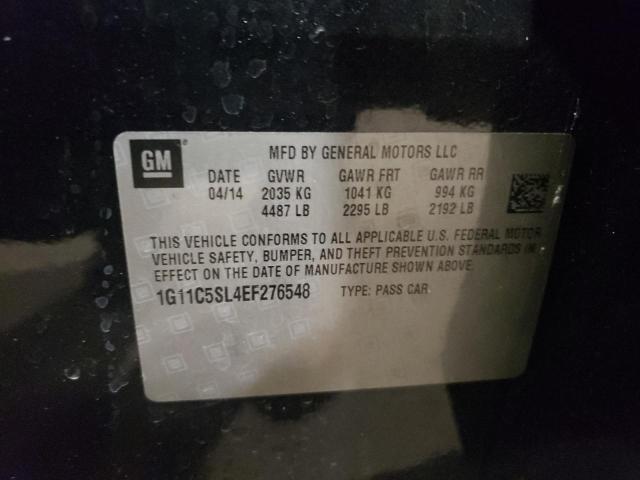 GM
MFD BY GENERAL MOTORS LLC
DATE GVWR GAWR FRT GAWR RR
04/14 2035 KG 1041 KG 994 KG
4487 LB 2295 LB 2192 LB
THIS VEHICLE CONFORMS TO ALL APPLICABLE U.S. FEDERAL MOTOR
VEHICLE SAFETY, BUMPER, AND THEFT PREVENTION STANDARDS IN
EFFECT ON THE DATE OF MANUFACTURE SHOWN ABOVE.
1G11C5SL4EF276548 TYPE: PASS CAR